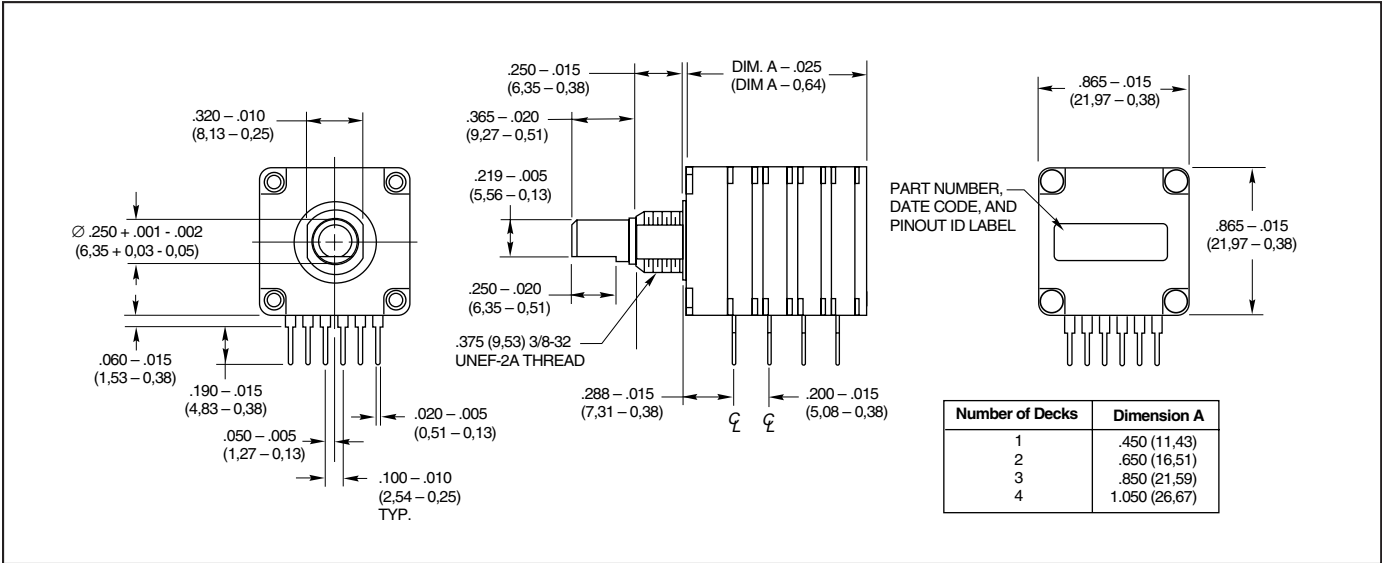 .250 – .015
(6,35 – 0,38)
DIM. A – .025
(DIM A – 0,64)
.865 – .015
(21,97 – 0,38)
.320 – .010
(8,13 – 0,25)
.365 – .020
(9,27 – 0,51)
.219 – .005
(5,56 – 0,13)
PART NUMBER,
DATE CODE, AND
PINOUT ID LABEL
.865 – .015
(21,97 – 0,38)
∅ .250 + .001 - .002
(6,35 + 0,03 - 0,05)
.250 – .020
(6,35 – 0,51)
.375 (9,53) 3/8-32
UNEF-2A THREAD
.060 – .015
(1,53 – 0,38)
.190 – .015
(4,83 – 0,38)
.020 – .005
(0,51 – 0,13)
.050 – .005
(1,27 – 0,13)
.100 – .010
(2,54 – 0,25)
TYP.
.288 – .015
(7,31 – 0,38)
.200 – .015
(5,08 – 0,38)
℄ ℄
Number of Decks Dimension A
1 .450 (11,43)
2 .650 (16,51)
3 .850 (21,59)
4 1.050 (26,67)